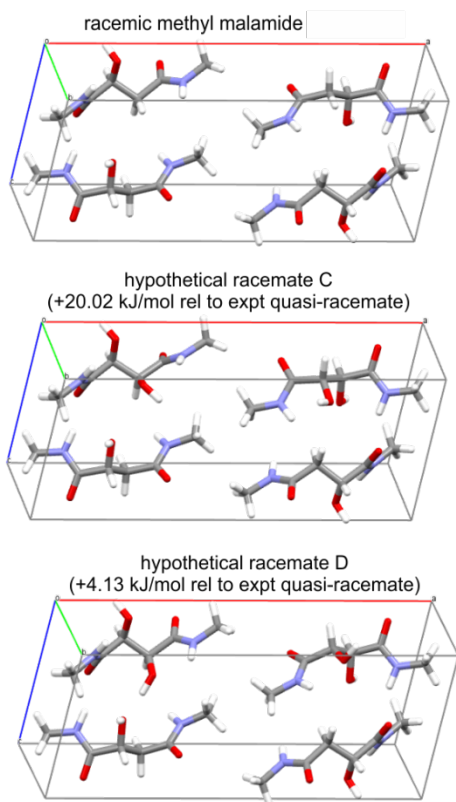 racemic methyl malamide
o
a
b
hypothetical racemate C
(+20.02 kJ/mol rel to expt quasi-racemate)
o
a
b
hypothetical racemate D
(+4.13 kJ/mol rel to expt quasi-racemate)
o
a
b